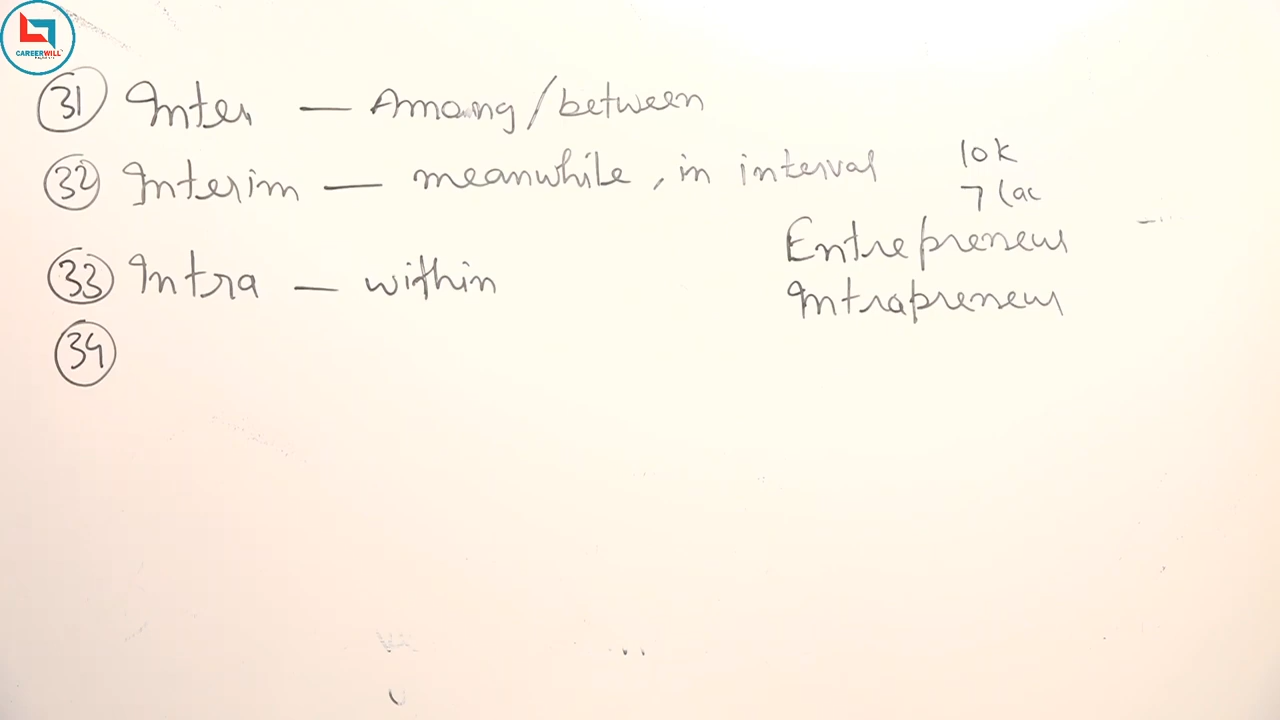 CAREERWILL
31 Inter — Among/between
32 Interim — meanwhile, in interval
10k
7 lac
Entrepreneur
33 Intra — within
Intrapreneur
34